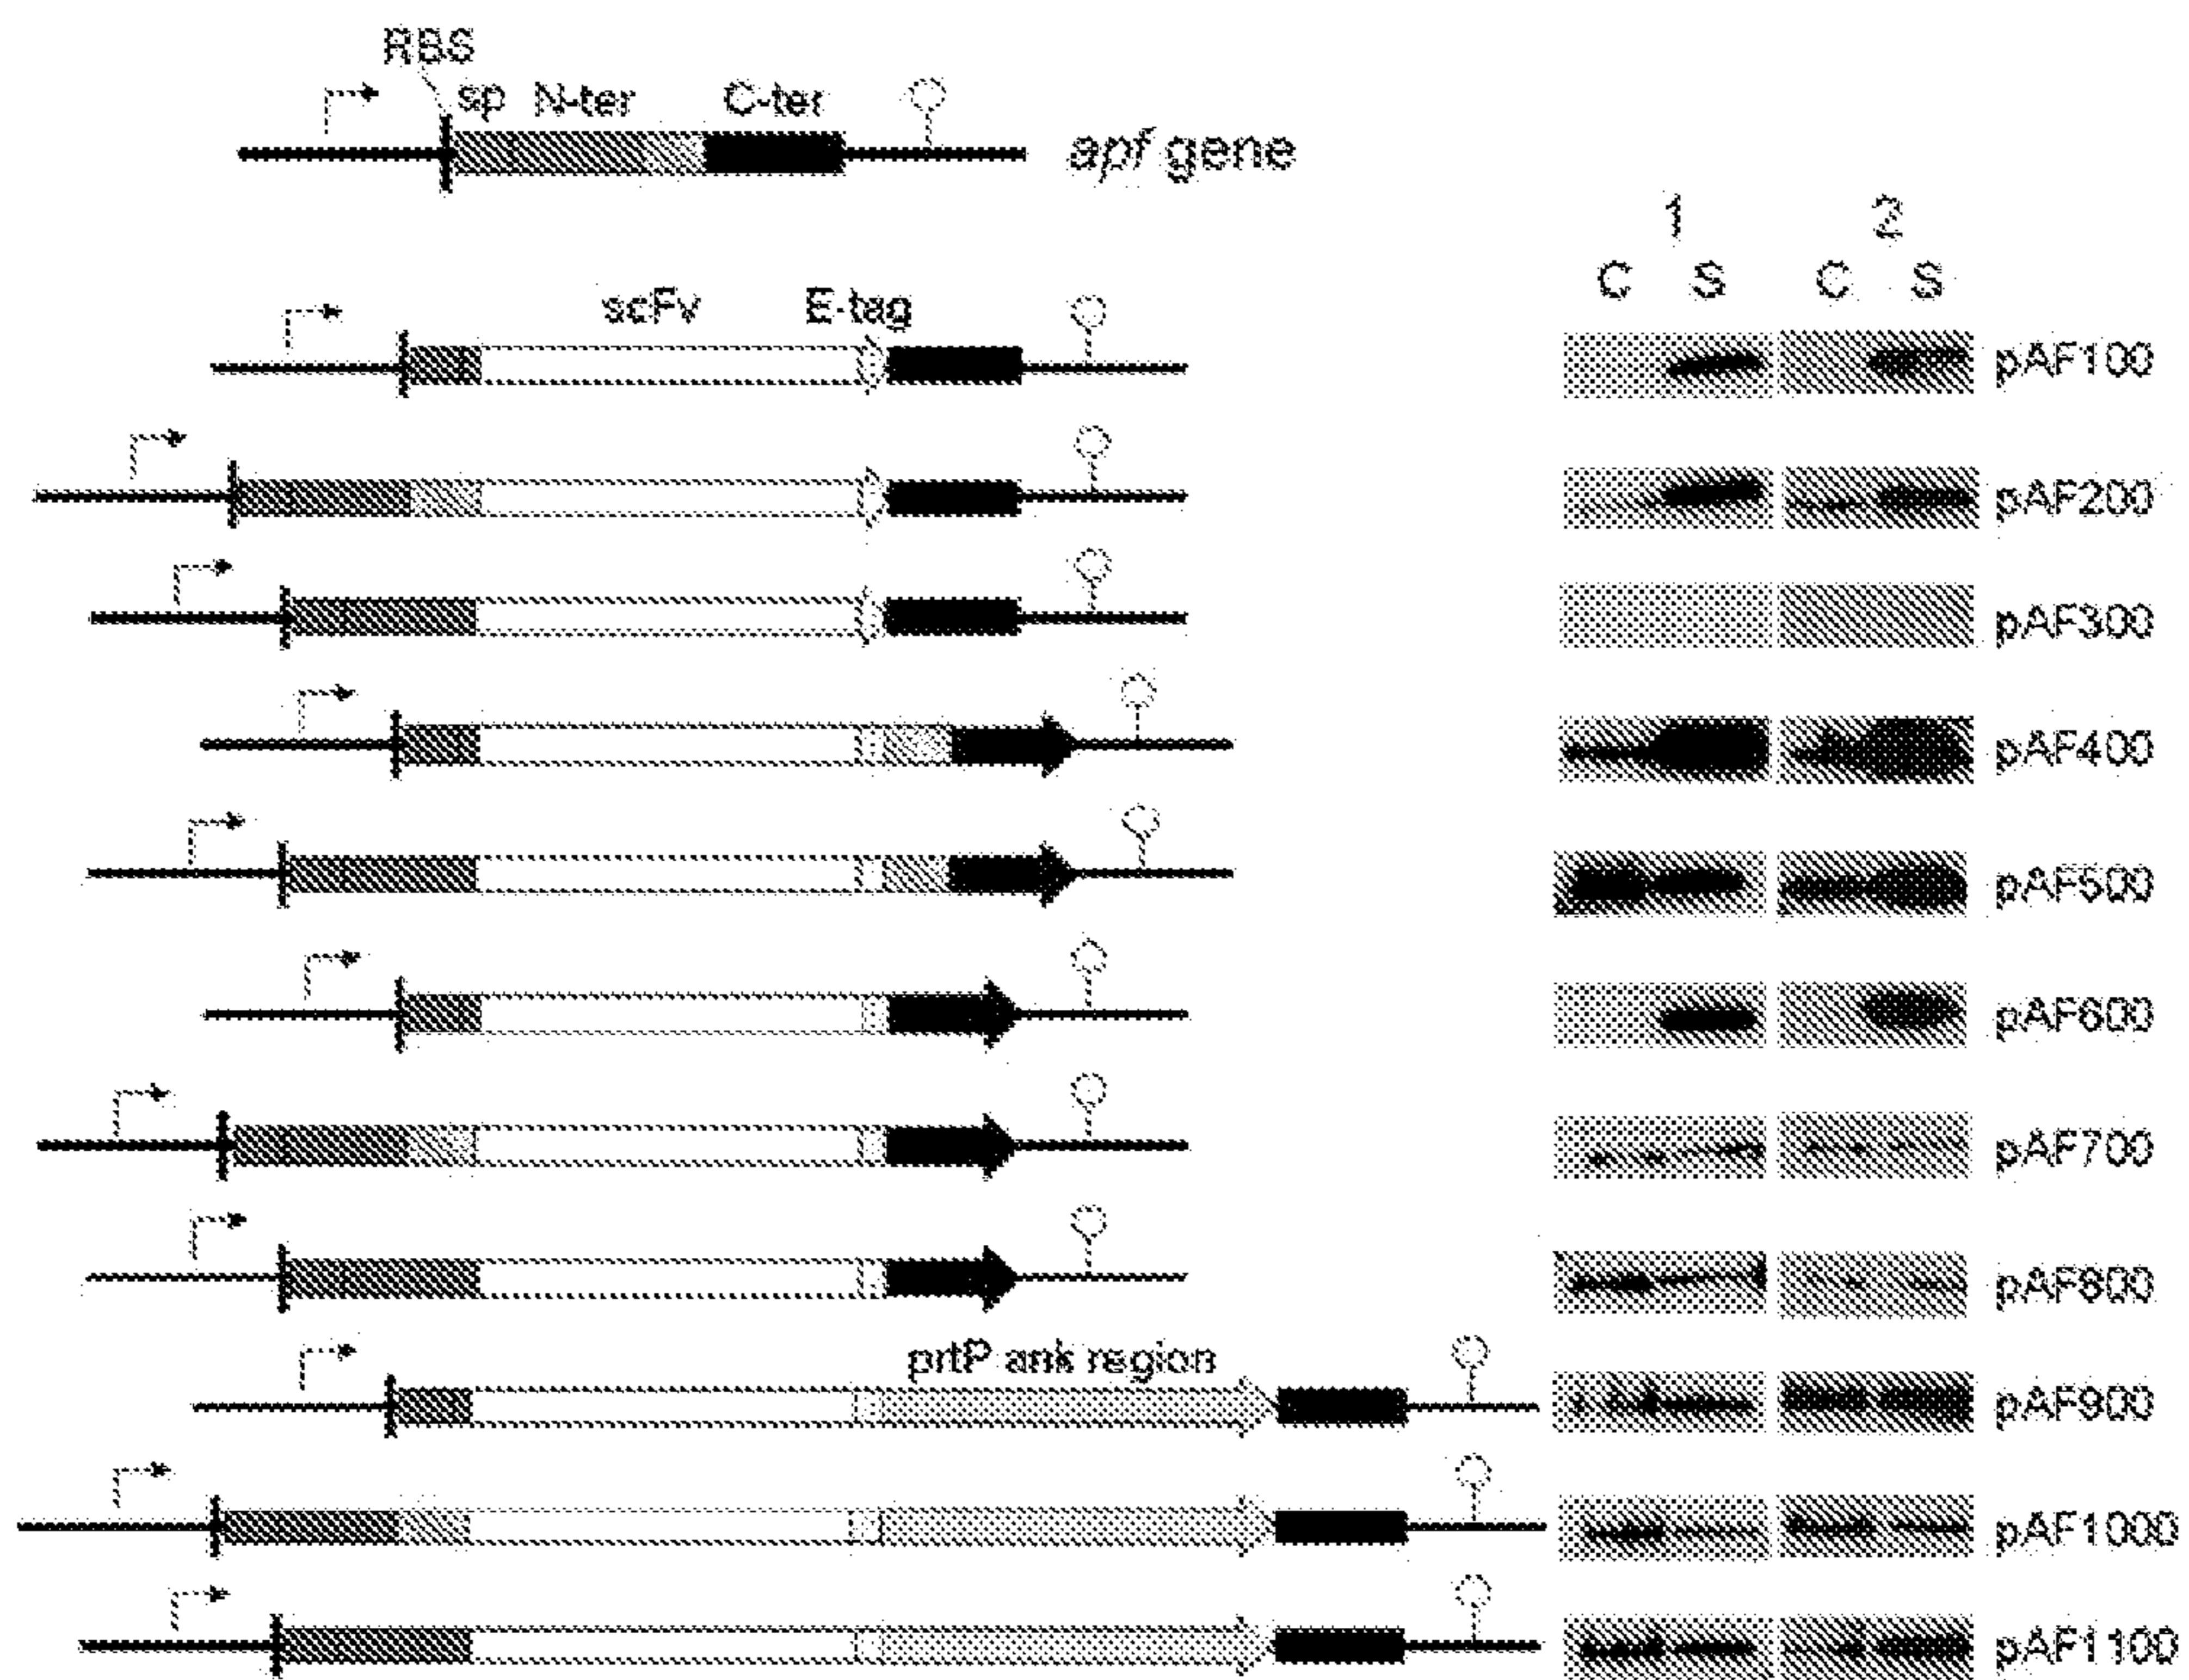 RBS
sp N-ter C-ter
apf gene
1 2
C S C S
scFv E-tag
pAF100
pAF200
pAF300
pAF400
pAF500
pAF600
pAF700
pAF800
prtP ank region
pAF900
pAF1000
pAF1100